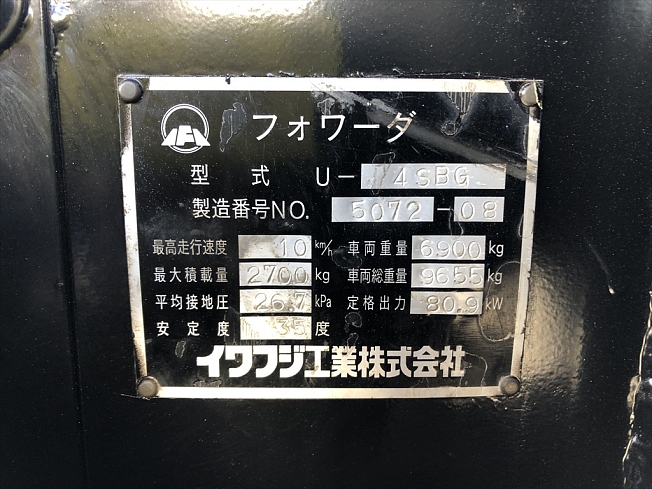 フォワーダ
型式 U-4SBG
製造番号NO. 5072-08
最高走行速度 10 km/h 車両重量 6900 kg
最大積載量 2700 kg 車両総重量 9655 kg
平均接地圧 26.7 kPa 定格出力 80.9 kW
安定度 35 度
イワフジ工業株式会社